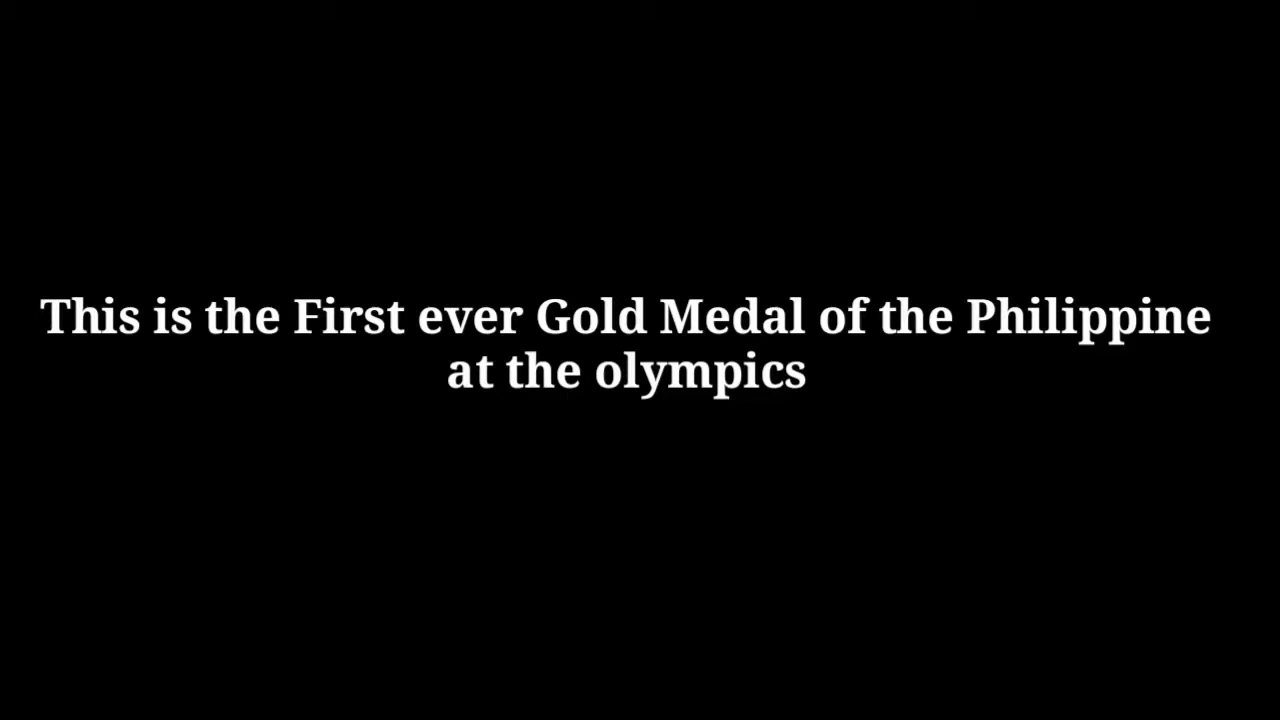 This is the First ever Gold Medal of the Philippine
at the olympics